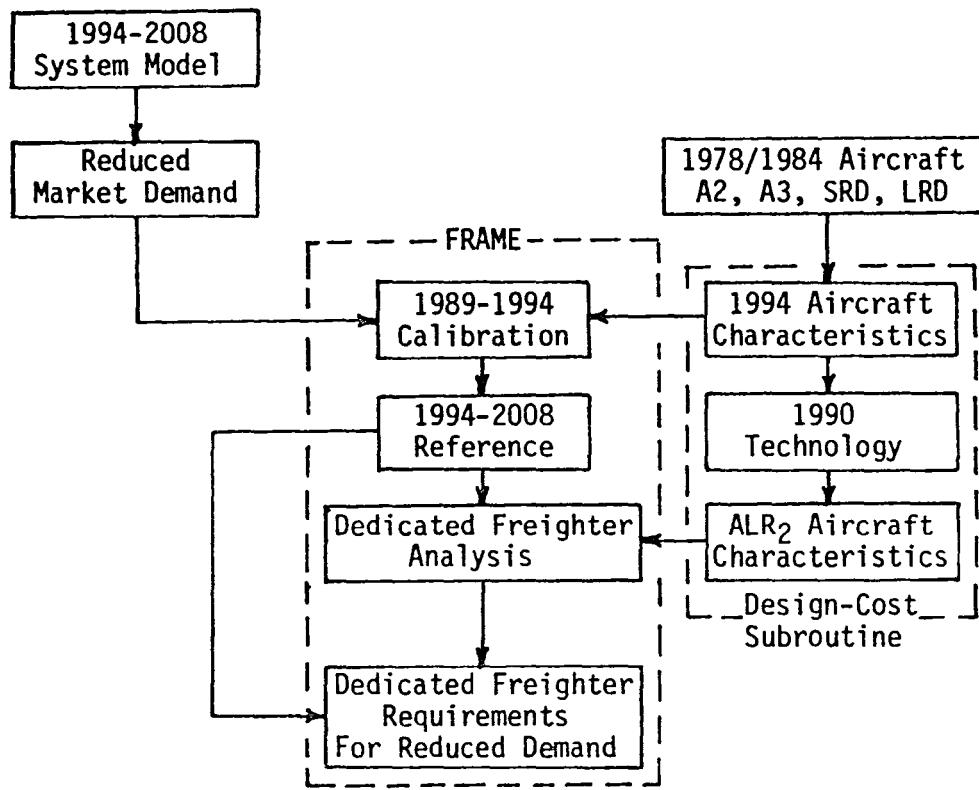 1994-2008
System Model
Reduced
Market Demand
1978/1984 Aircraft
A2, A3, SRD, LRD
FRAME
1989-1994
Calibration
1994 Aircraft
Characteristics
1994-2008
Reference
1990
Technology
Dedicated Freighter
Analysis
ALR₂ Aircraft
Characteristics
Design-Cost
Subroutine
Dedicated Freighter
Requirements
For Reduced Demand